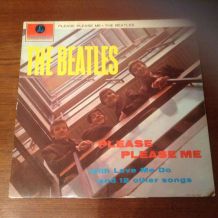 PLEASE PLEASE ME • THE BEATLES
THE BEATLES
PLEASE
PLEASE ME
with Love Me Do
and 12 other songs